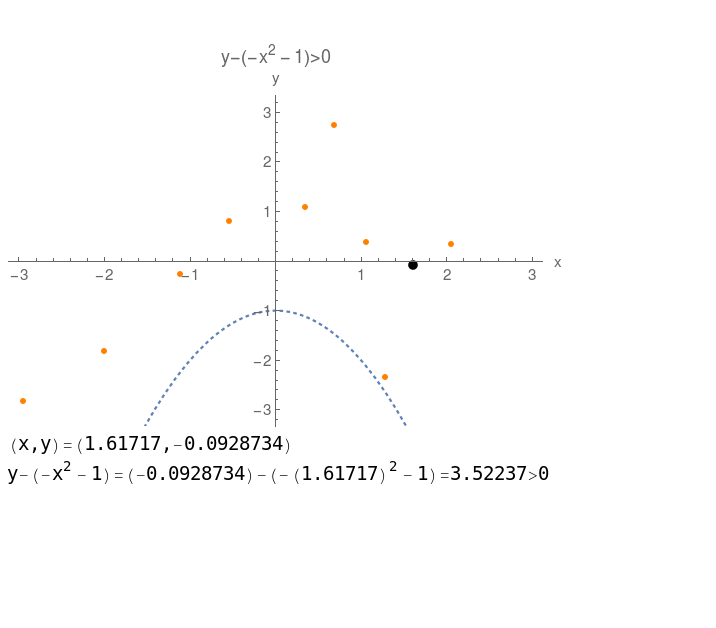 y−(−x² − 1)>0
y
3
2
1
−3 −2 −1 1 2 3 x
−1
−2
−3
(x,y)=(1.61717,-0.0928734)
y-(-x² - 1)=(-0.0928734)-(-(1.61717)² - 1)=3.52237>0